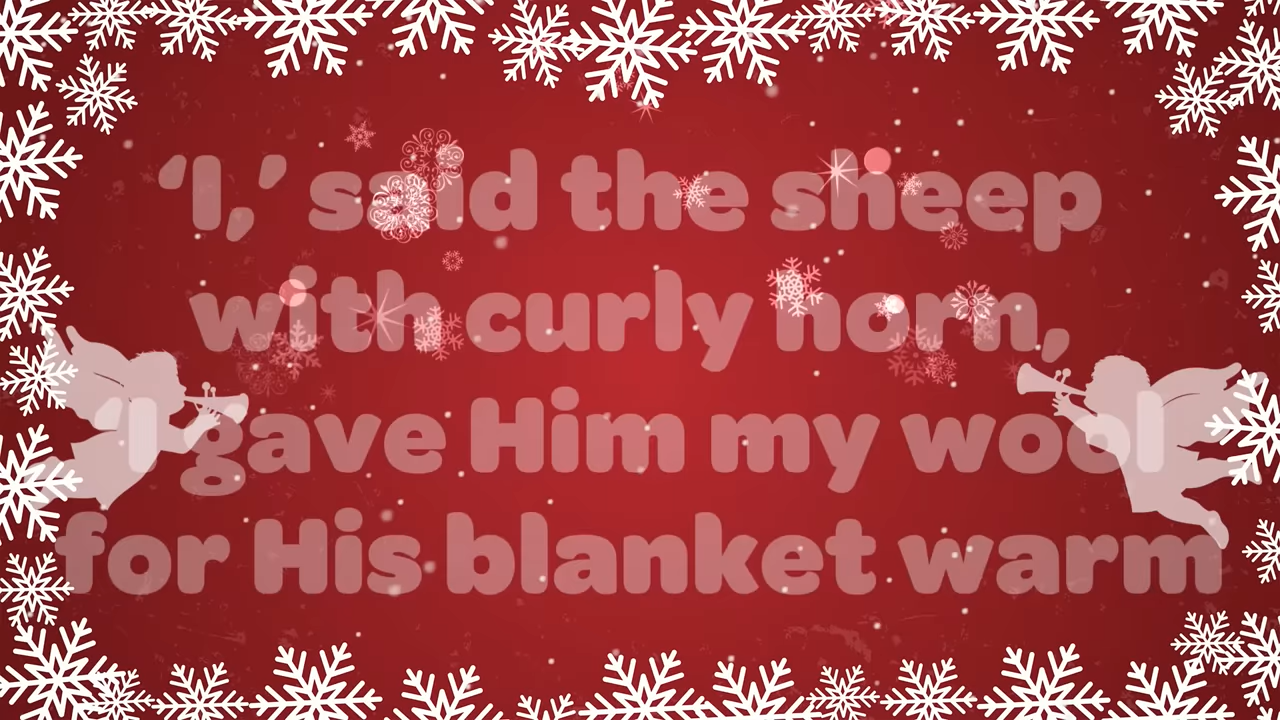 ‘I,’ said the sheep
with curly horn,
‘I gave Him my wool
for His blanket warm